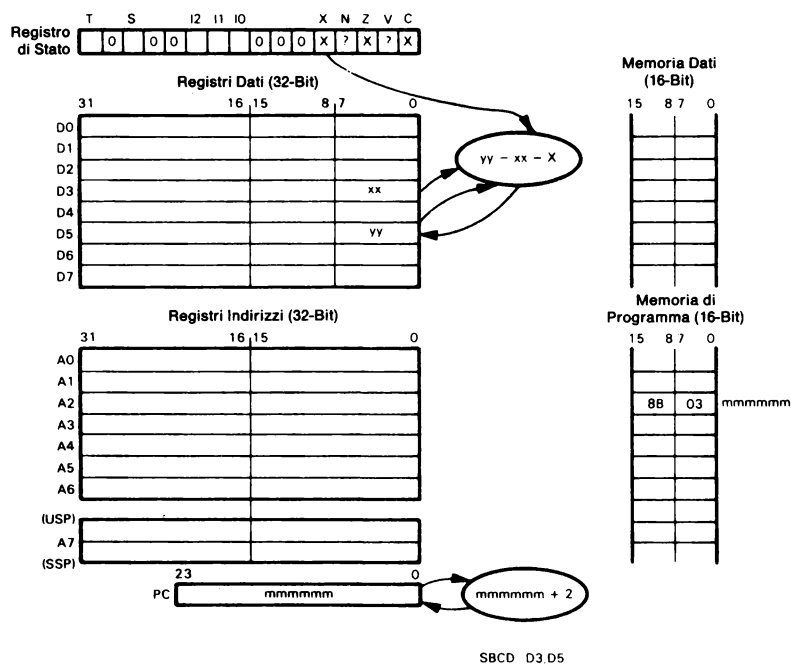 T S I2 I1 I0 X N Z V C
Registro di Stato
0 0 0 0 0 0 X ? X ? X
Registri Dati (32-Bit)
31 16 15 8 7 0
D0
D1
D2
D3 xx
D4
D5 yy
D6
D7
yy − xx − X
Memoria Dati
(16-Bit)
15 8 7 0
Registri Indirizzi (32-Bit)
31 16 15 0
A0
A1
A2
A3
A4
A5
A6
(USP)
A7
(SSP)
Memoria di
Programma (16-Bit)
15 8 7 0
8B 03 mmmmmm
23 0
PC mmmmmm
mmmmmm + 2
SBCD D3,D5